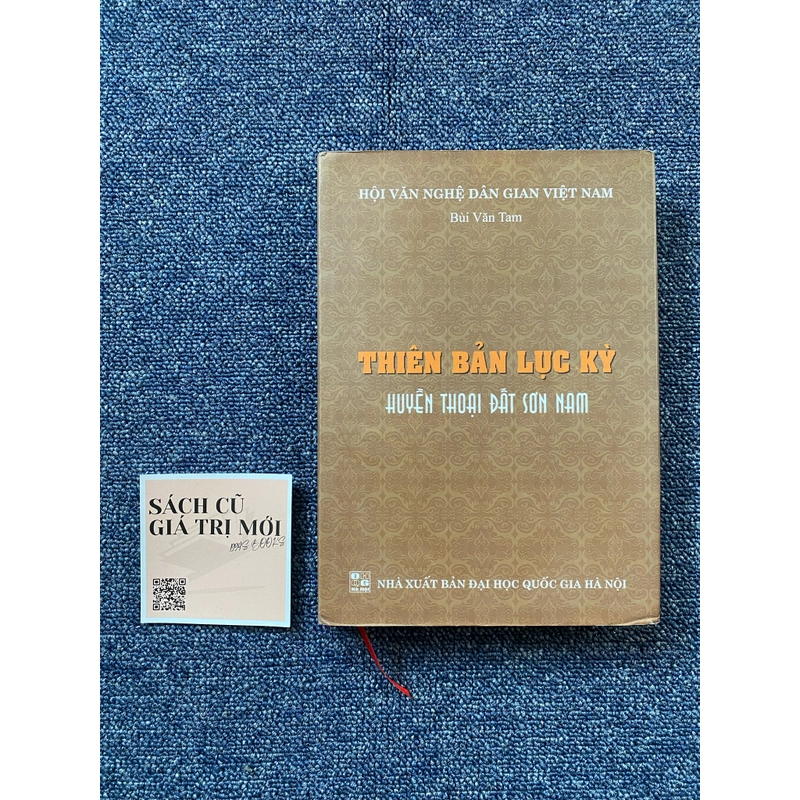 HỘI VĂN NGHỆ DÂN GIAN VIỆT NAM
Bùi Văn Tam
THIÊN BẢN LỤC KỲ
HUYỀN THOẠI ĐẤT SƠN NAM
NHÀ XUẤT BẢN ĐẠI HỌC QUỐC GIA HÀ NỘI
SÁCH CŨ
GIÁ TRỊ MỚI